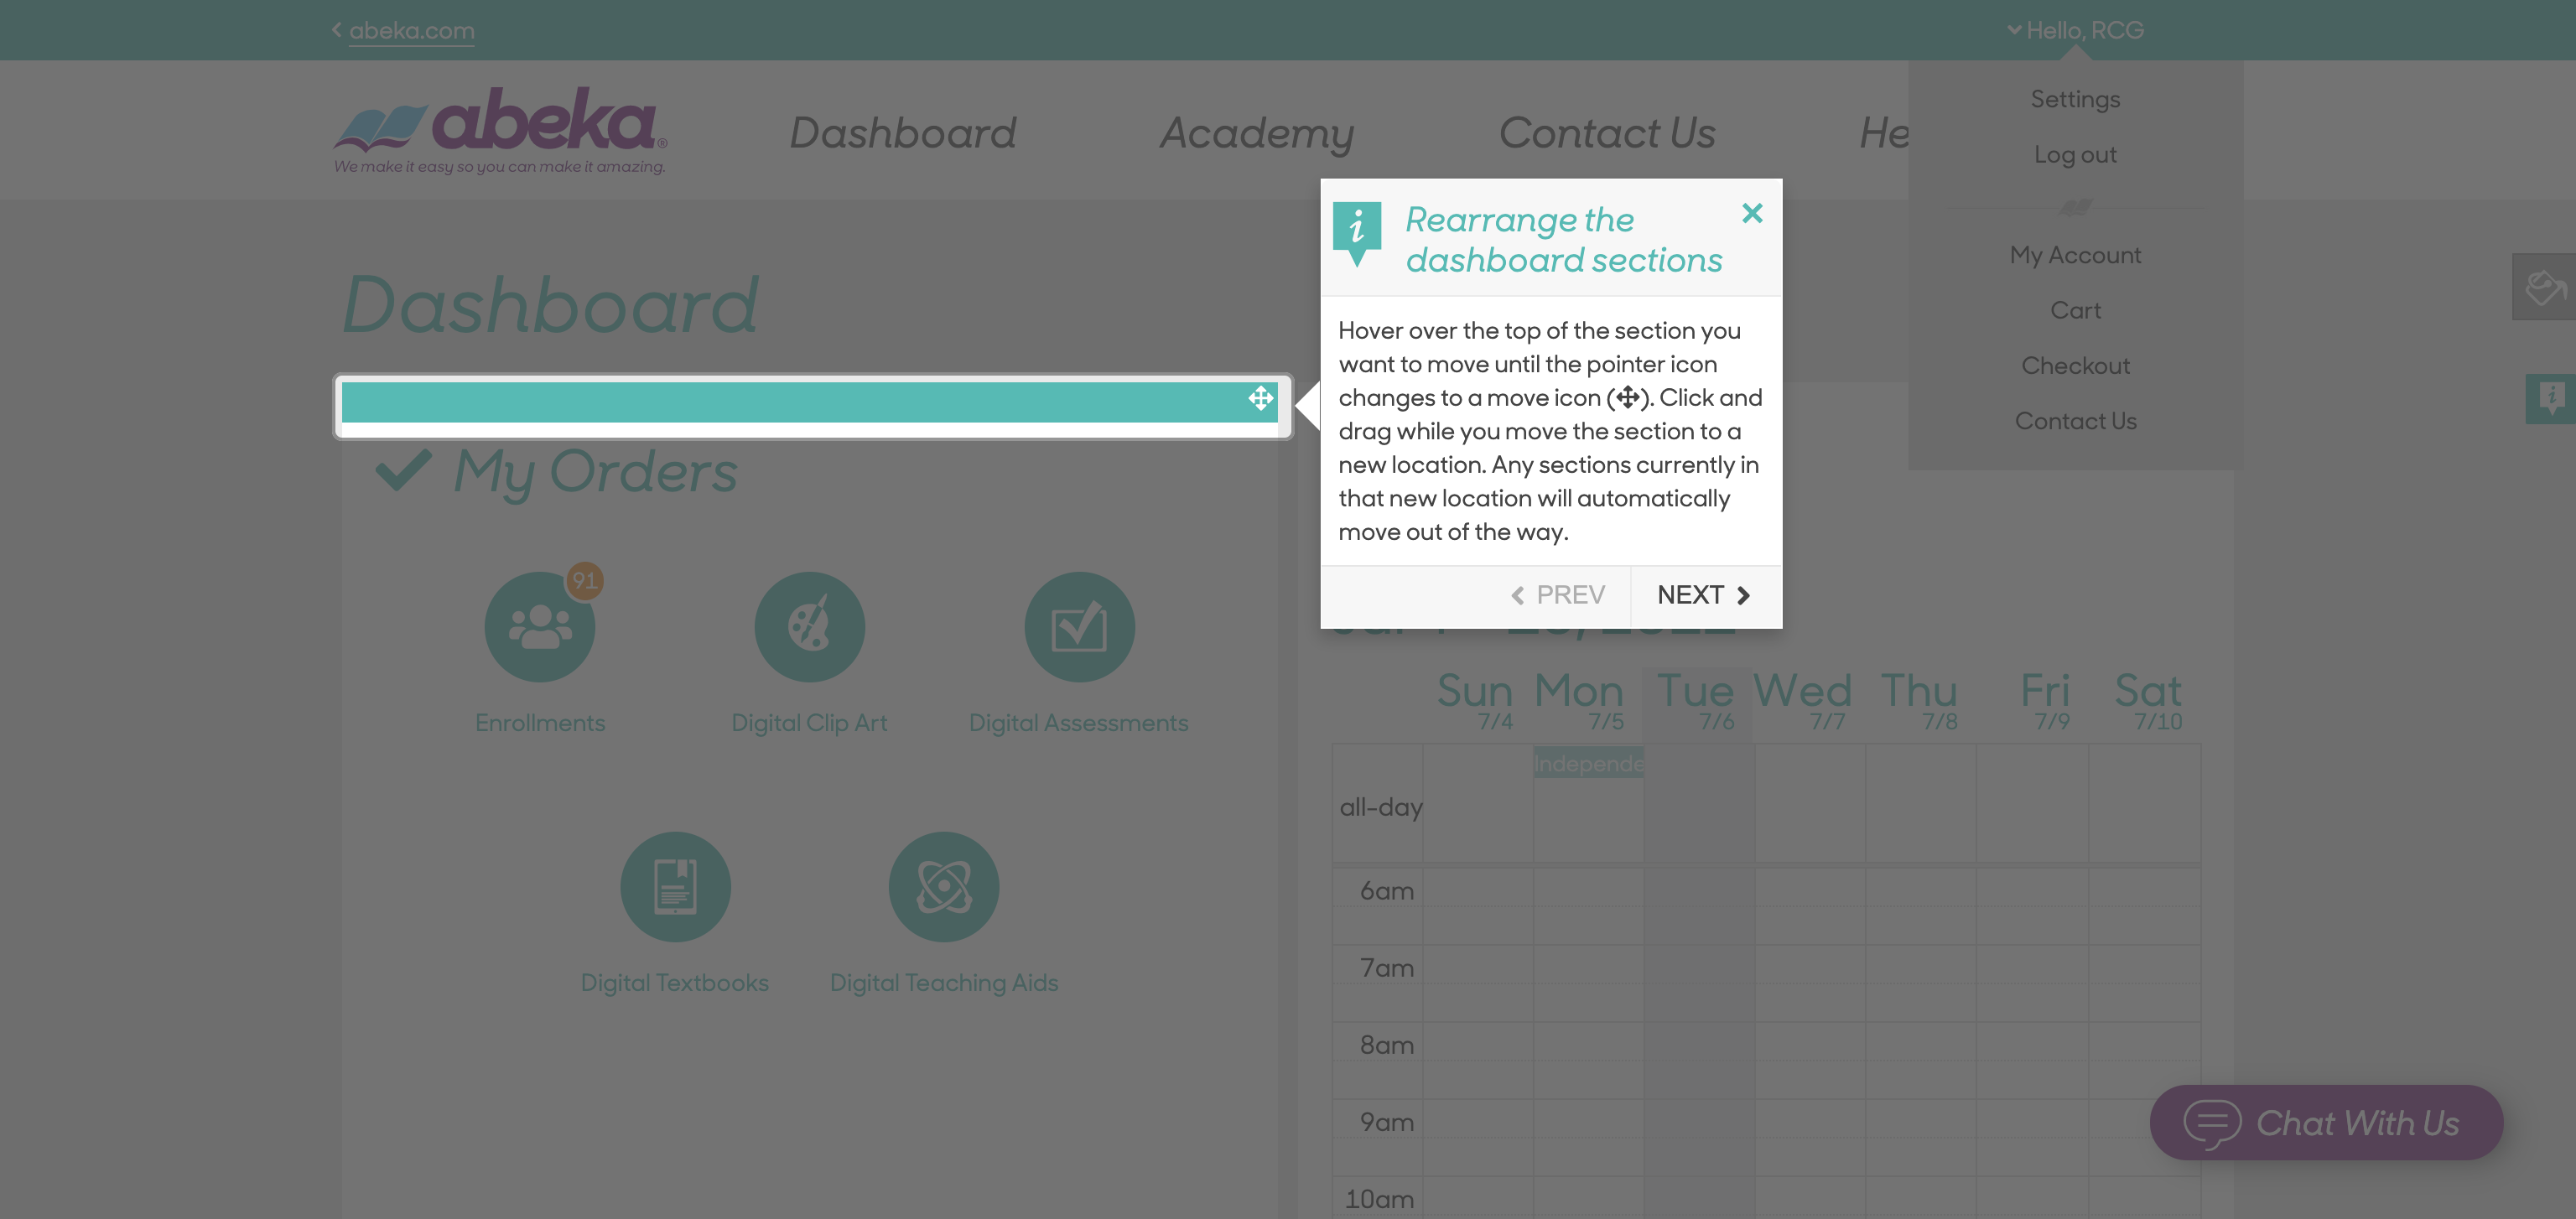 abeka.com
Hello, RCG
abeka®
We make it easy so you can make it amazing.
Dashboard
Academy
Contact Us
He
Settings
Log out
My Account
Cart
Checkout
Contact Us
Dashboard
Rearrange the
dashboard sections
Hover over the top of the section you
want to move until the pointer icon
changes to a move icon ( ). Click and
drag while you move the section to a
new location. Any sections currently in
that new location will automatically
move out of the way.
PREV
NEXT
My Orders
91
Enrollments
Digital Clip Art
Digital Assessments
Digital Textbooks
Digital Teaching Aids
Sun Mon Tue Wed Thu Fri Sat
7/4 7/5 7/6 7/7 7/8 7/9 7/10
Independe
all-day
6am
7am
8am
9am
10am
Chat With Us